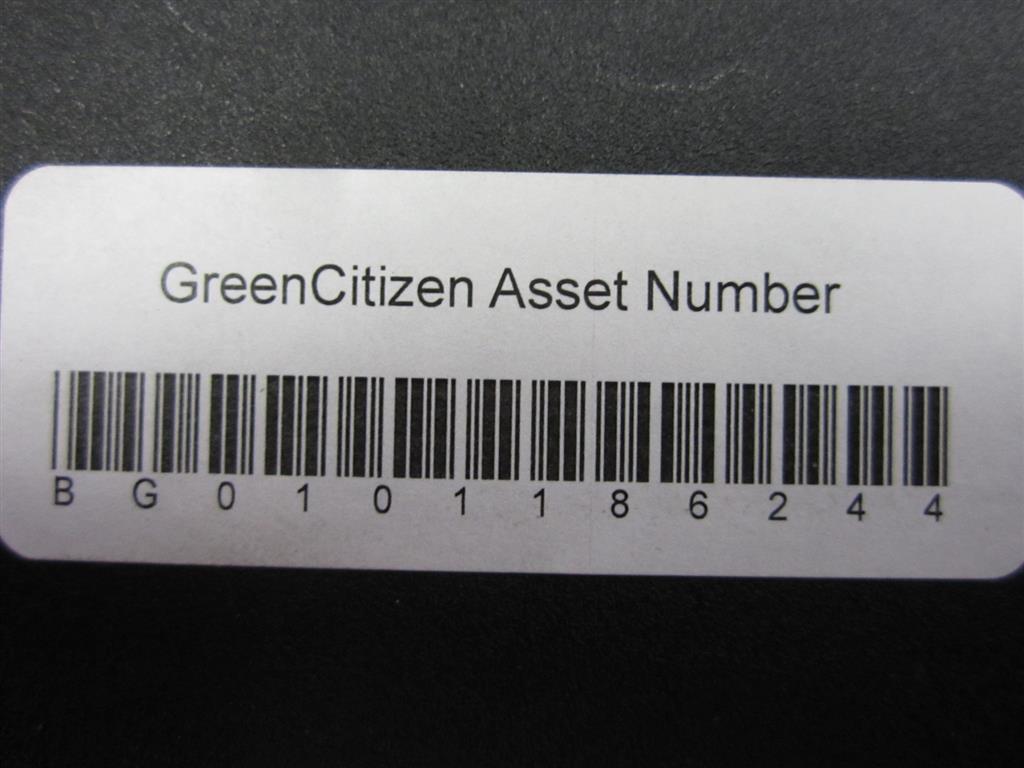 GreenCitizen Asset Number
B G 0 1 0 1 1 8 6 2 4 4